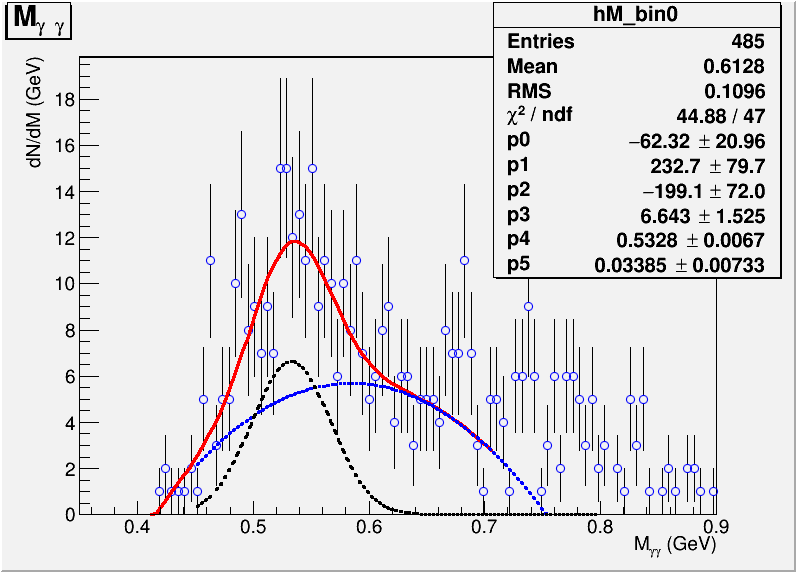 M γ γ
hM_bin0
Entries 485
Mean 0.6128
RMS 0.1096
χ² / ndf 44.88 / 47
p0 −62.32 ± 20.96
p1 232.7 ± 79.7
p2 −199.1 ± 72.0
p3 6.643 ± 1.525
p4 0.5328 ± 0.0067
p5 0.03385 ± 0.00733
dN/dM (GeV)
18
16
14
12
10
8
6
4
2
0
0.4 0.5 0.6 0.7 0.8 0.9
Mγγ (GeV)